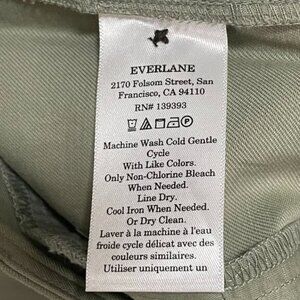 EVERLANE
2170 Folsom Street, San
Francisco, CA 94110
RN# 139393
Machine Wash Cold Gentle
Cycle
With Like Colors.
Only Non-Chlorine Bleach
When Needed.
Line Dry.
Cool Iron When Needed.
Or Dry Clean.
Laver à la machine à l'eau
froide cycle délicat avec des
couleurs similaires.
Utiliser uniquement un